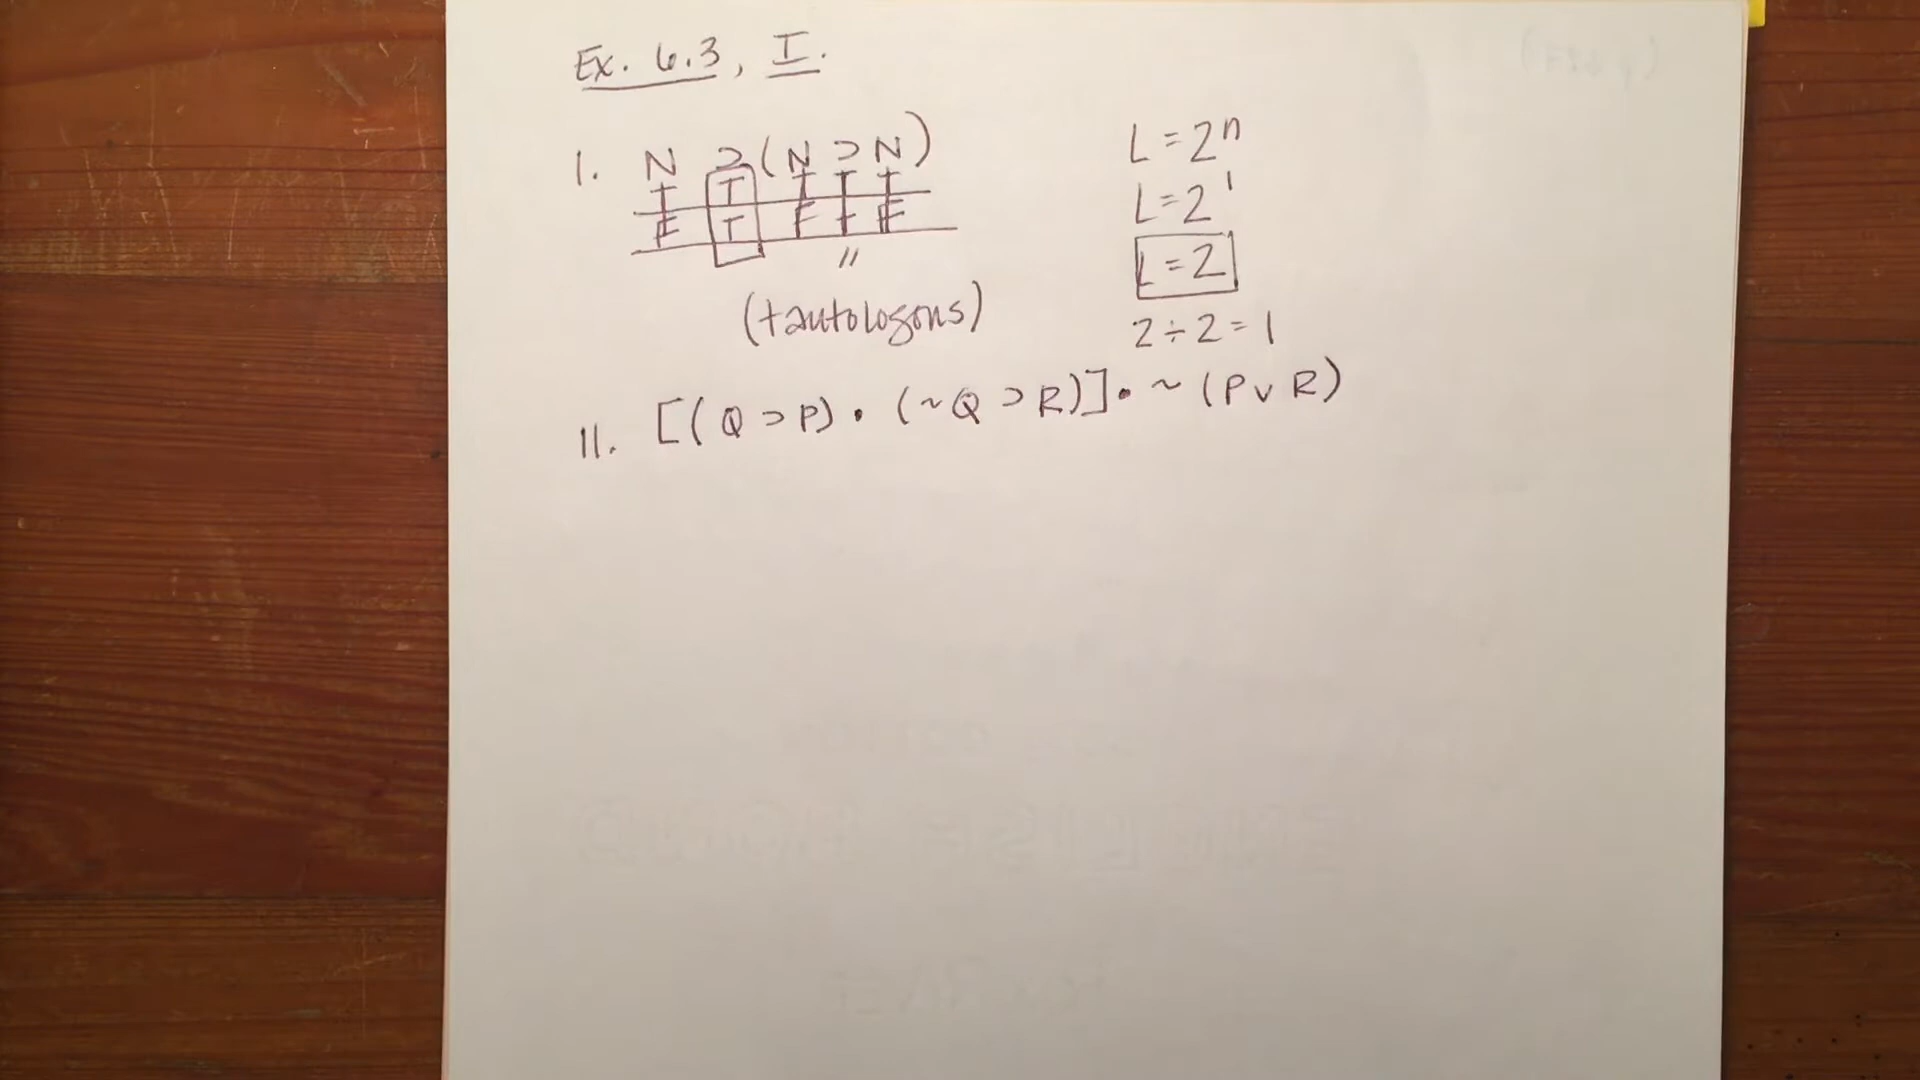 Ex. 6.3, I.
1. N ⊃ (N ⊃ N)
T T T T T
F T F T F
(tautologous)
L = 2ⁿ
L = 2¹
L = 2
2 ÷ 2 = 1
11. [(Q ⊃ P) • (~Q ⊃ R)] • ~(P v R)